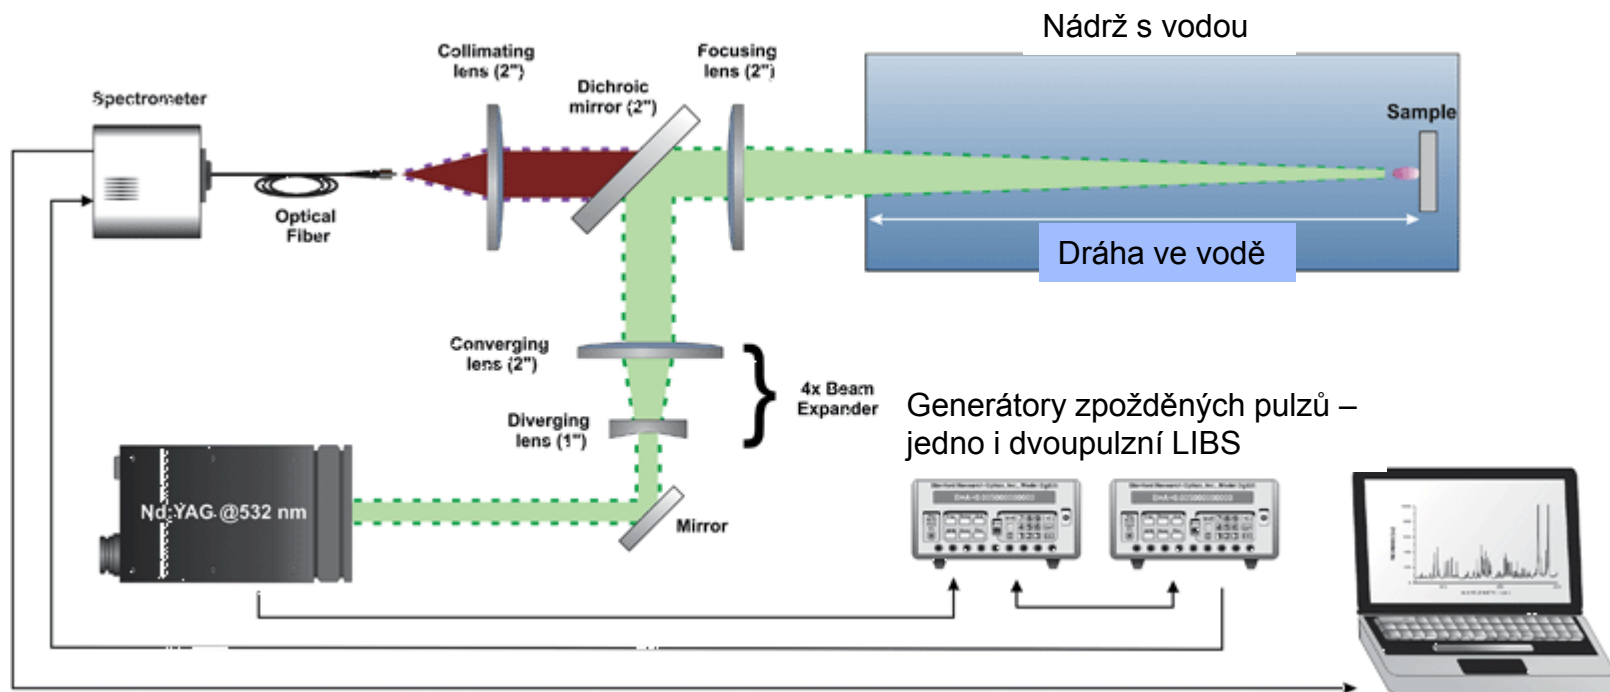 Nádrž s vodou
Collimating
lens (2")
Focusing
lens (2")
Dichroic
mirror (2")
Spectrometer
Sample
Optical
Fiber
Dráha ve vodě
Converging
lens (2")
4x Beam
Expander
Diverging
lens (1")
Generátory zpožděných pulzů –
jedno i dvoupulzní LIBS
Nd:YAG @532 nm
Mirror